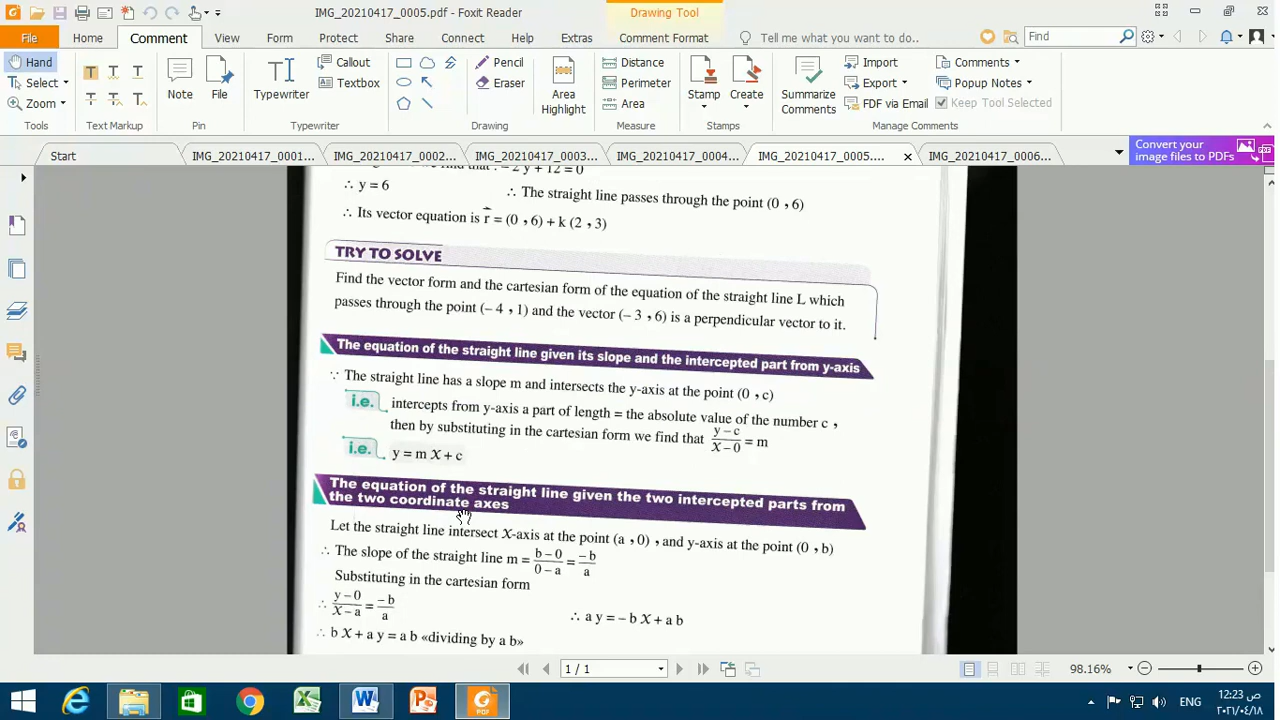 IMG_20210417_0005.pdf - Foxit Reader
Drawing Tool
File Home Comment View Form Protect Share Connect Help Extras Comment Format Tell me what you want to do... Find
Hand
Select
Zoom
Tools
Text Markup
Note
File
Pin
Typewriter
Callout
Textbox
Typewriter
Pencil
Eraser
Drawing
Area Highlight
Distance
Perimeter
Area
Measure
Stamp
Create
Stamps
Summarize Comments
Import
Export
FDF via Email
Comments
Popup Notes
Keep Tool Selected
Manage Comments
Start IMG_20210417_0001... IMG_20210417_0002... IMG_20210417_0003... IMG_20210417_0004... IMG_20210417_0005.... IMG_20210417_0006...
Convert your image files to PDFs
2 y + 12 = 0
∴ y = 6 ∴ The straight line passes through the point (0 , 6)
∴ Its vector equation is r = (0 , 6) + k (2 , 3)
TRY TO SOLVE
Find the vector form and the cartesian form of the equation of the straight line L which
passes through the point (– 4 , 1) and the vector (– 3 , 6) is a perpendicular vector to it.
The equation of the straight line given its slope and the intercepted part from y-axis
∵ The straight line has a slope m and intersects the y-axis at the point (0 , c)
i.e. intercepts from y-axis a part of length = the absolute value of the number c ,
then by substituting in the cartesian form we find that (y – c)/(X – 0) = m
i.e. y = m X + c
The equation of the straight line given the two intercepted parts from
the two coordinate axes
Let the straight line intersect X-axis at the point (a , 0) , and y-axis at the point (0 , b)
∴ The slope of the straight line m = (b – 0)/(0 – a) = –b/a
Substituting in the cartesian form
∴ (y – 0)/(X – a) = –b/a ∴ a y = – b X + a b
∴ b X + a y = a b «dividing by a b»
1 / 1
98.16%
ENG
12:23 ص
٢٠٢١/٠٤/١٨